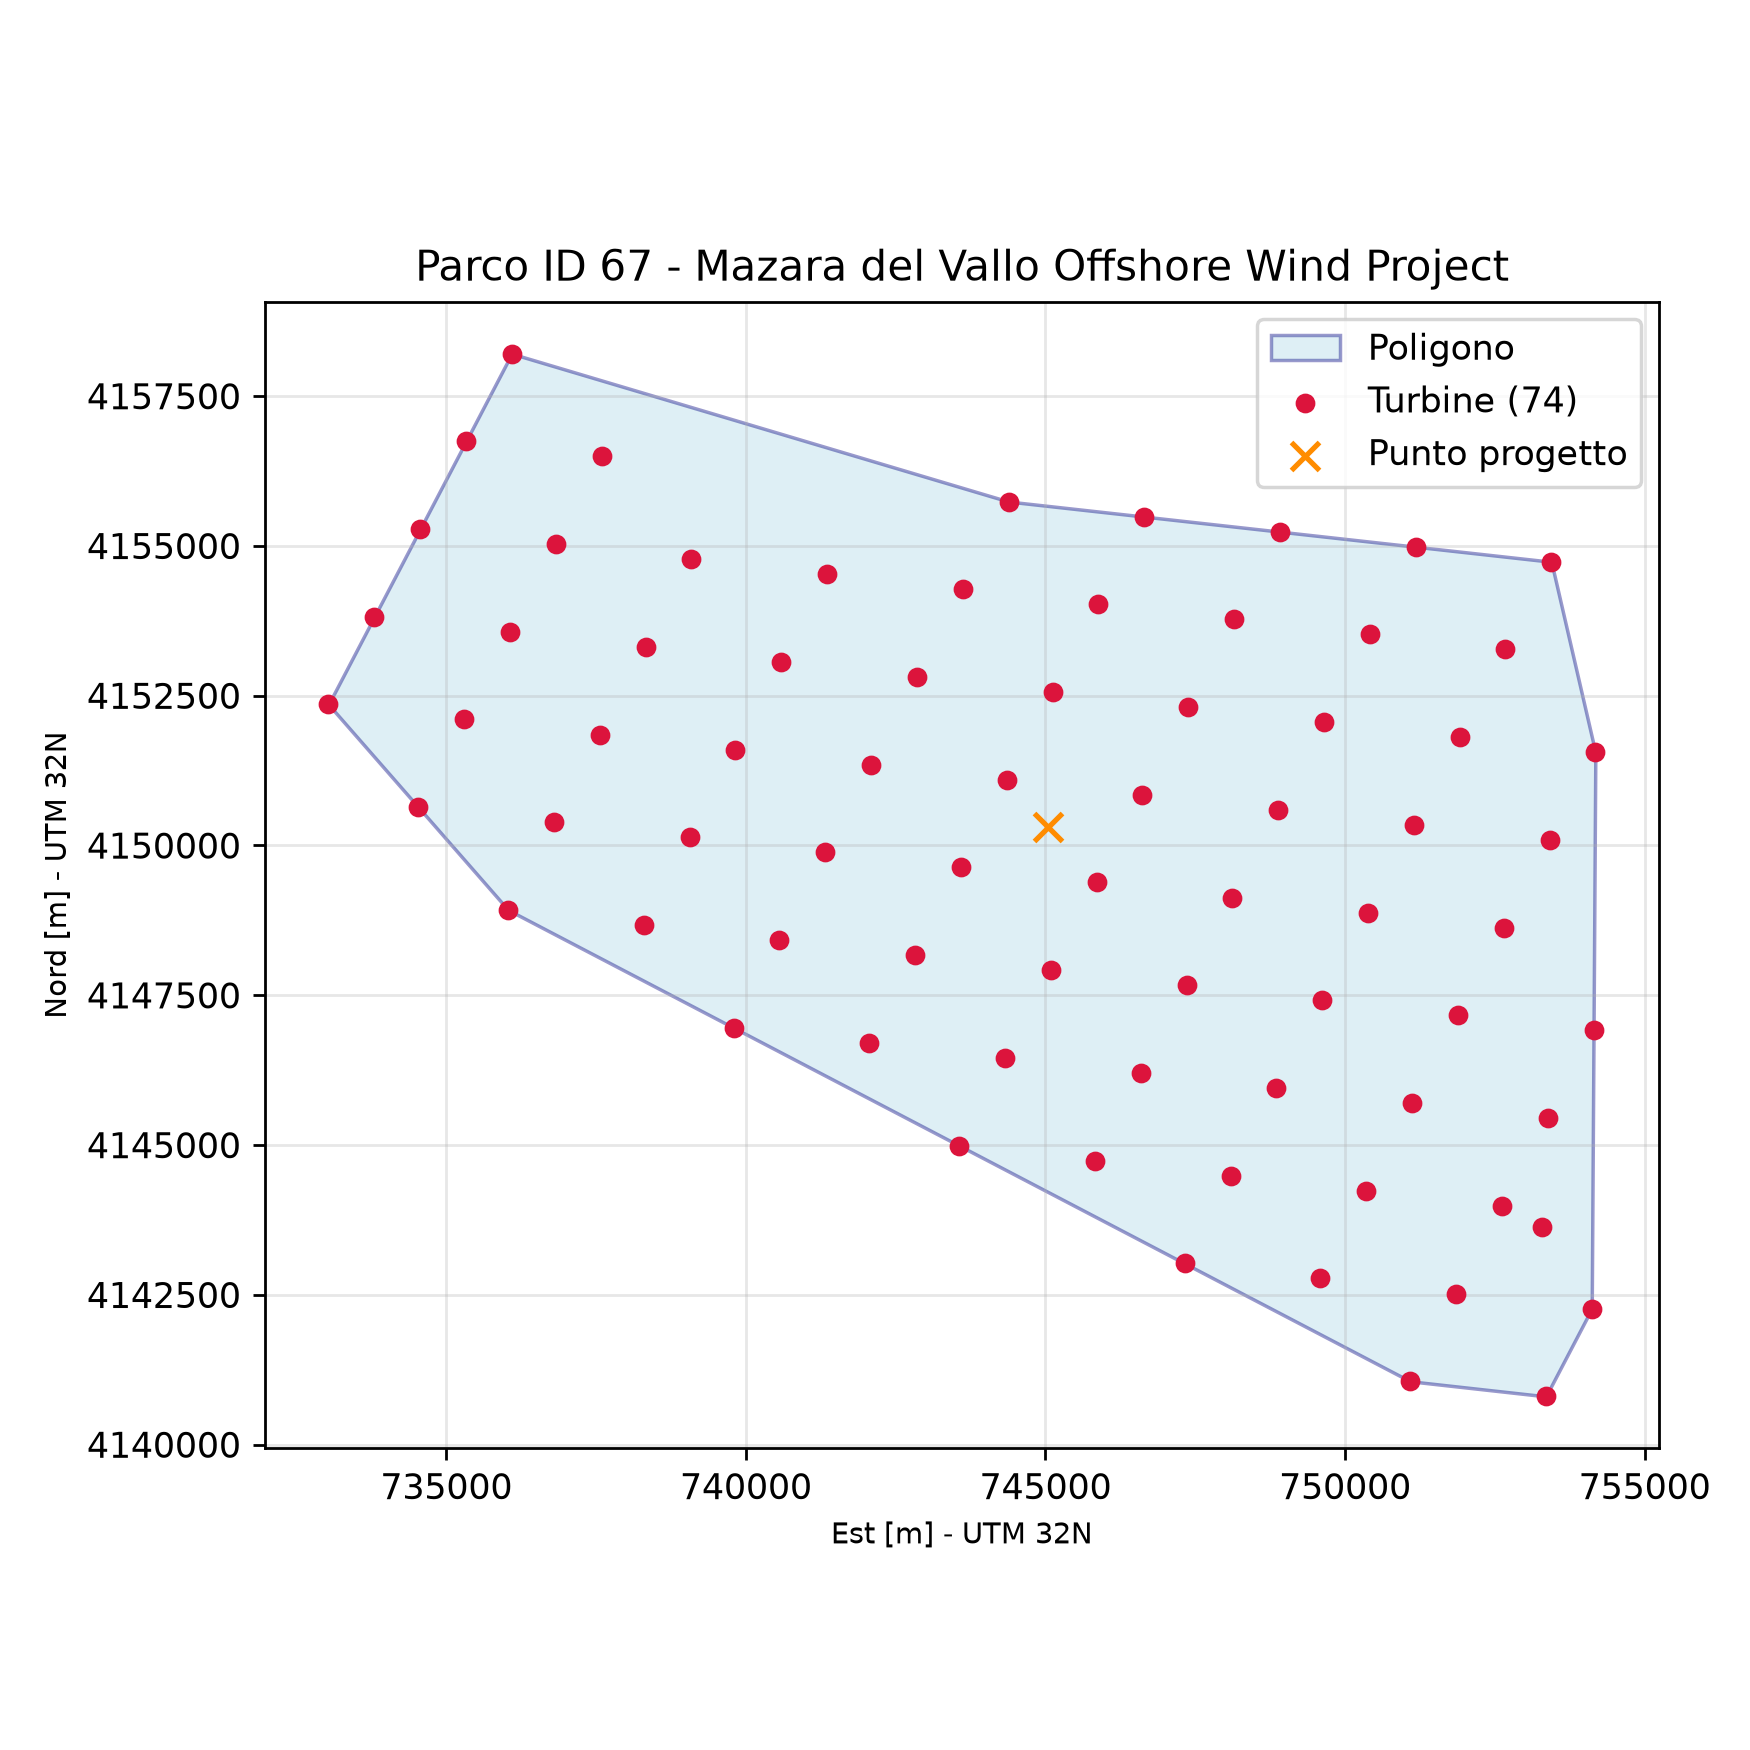 Parco ID 67 - Mazara del Vallo Offshore Wind Project
Poligono
Turbine (74)
Punto progetto
4157500
4155000
4152500
4150000
4147500
4145000
4142500
4140000
Nord [m] - UTM 32N
735000 740000 745000 750000 755000
Est [m] - UTM 32N